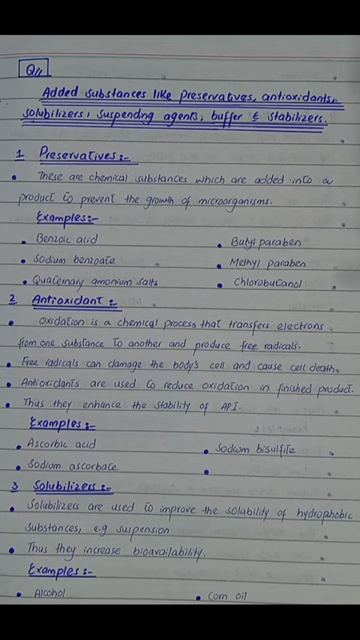 Q1,
Added substances like preservatives, antioxidants,
solubilizers, suspending agents, buffer & stabilizers.
1 Preservatives:-
• These are chemical substances which are added into a
product to prevent the growth of microorganisms.
Examples:-
• Benzoic acid
• Butyl paraben
• Sodium benzoate
• Methyl paraben
• Quaternary amonium salts
• Chlorobutanol
2 Antioxidant :-
• Oxidation is a chemical process that transfers electrons
from one substance to another and produce free radicals.
• Free radicals can damage the body's cell and cause cell death.
• Antioxidants are used to reduce oxidation in finished product.
• Thus they enhance the stability of API.
Examples:-
• Ascorbic acid
• Sodium bisulfite
• Sodium ascorbate
•
3 Solubilizers:-
• Solubilizers are used to improve the solubility of hydrophobic
substances, e.g suspension
• Thus they increase bioavailability.
Examples:-
• Alcohol
• Corn oil